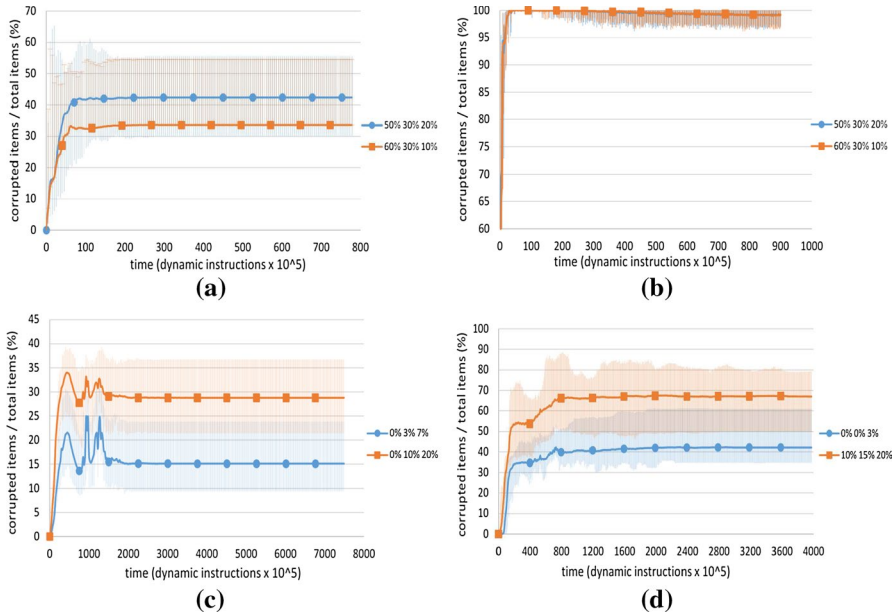 70
60
50
40
30
20
10
0
corrupted items / total items (%)
0 100 200 300 400 500 600 700 800
time (dynamic instructions x 10^5)
50% 30% 20%
60% 30% 10%
(a)
100
95
90
85
80
75
70
65
60
corrupted items / total items (%)
0 100 200 300 400 500 600 700 800 900 1000
time (dynamic instructions x 10^5)
50% 30% 20%
60% 30% 10%
(b)
45
40
35
30
25
20
15
10
5
0
corrupted items / total items (%)
0 1000 2000 3000 4000 5000 6000 7000 8000
time (dynamic instructions x 10^5)
0% 3% 7%
0% 10% 20%
(c)
100
90
80
70
60
50
40
30
20
10
0
corrupted items / total items (%)
0 400 800 1200 1600 2000 2400 2800 3200 3600 4000
time (dynamic instructions x 10^5)
0% 0% 3%
10% 15% 20%
(d)